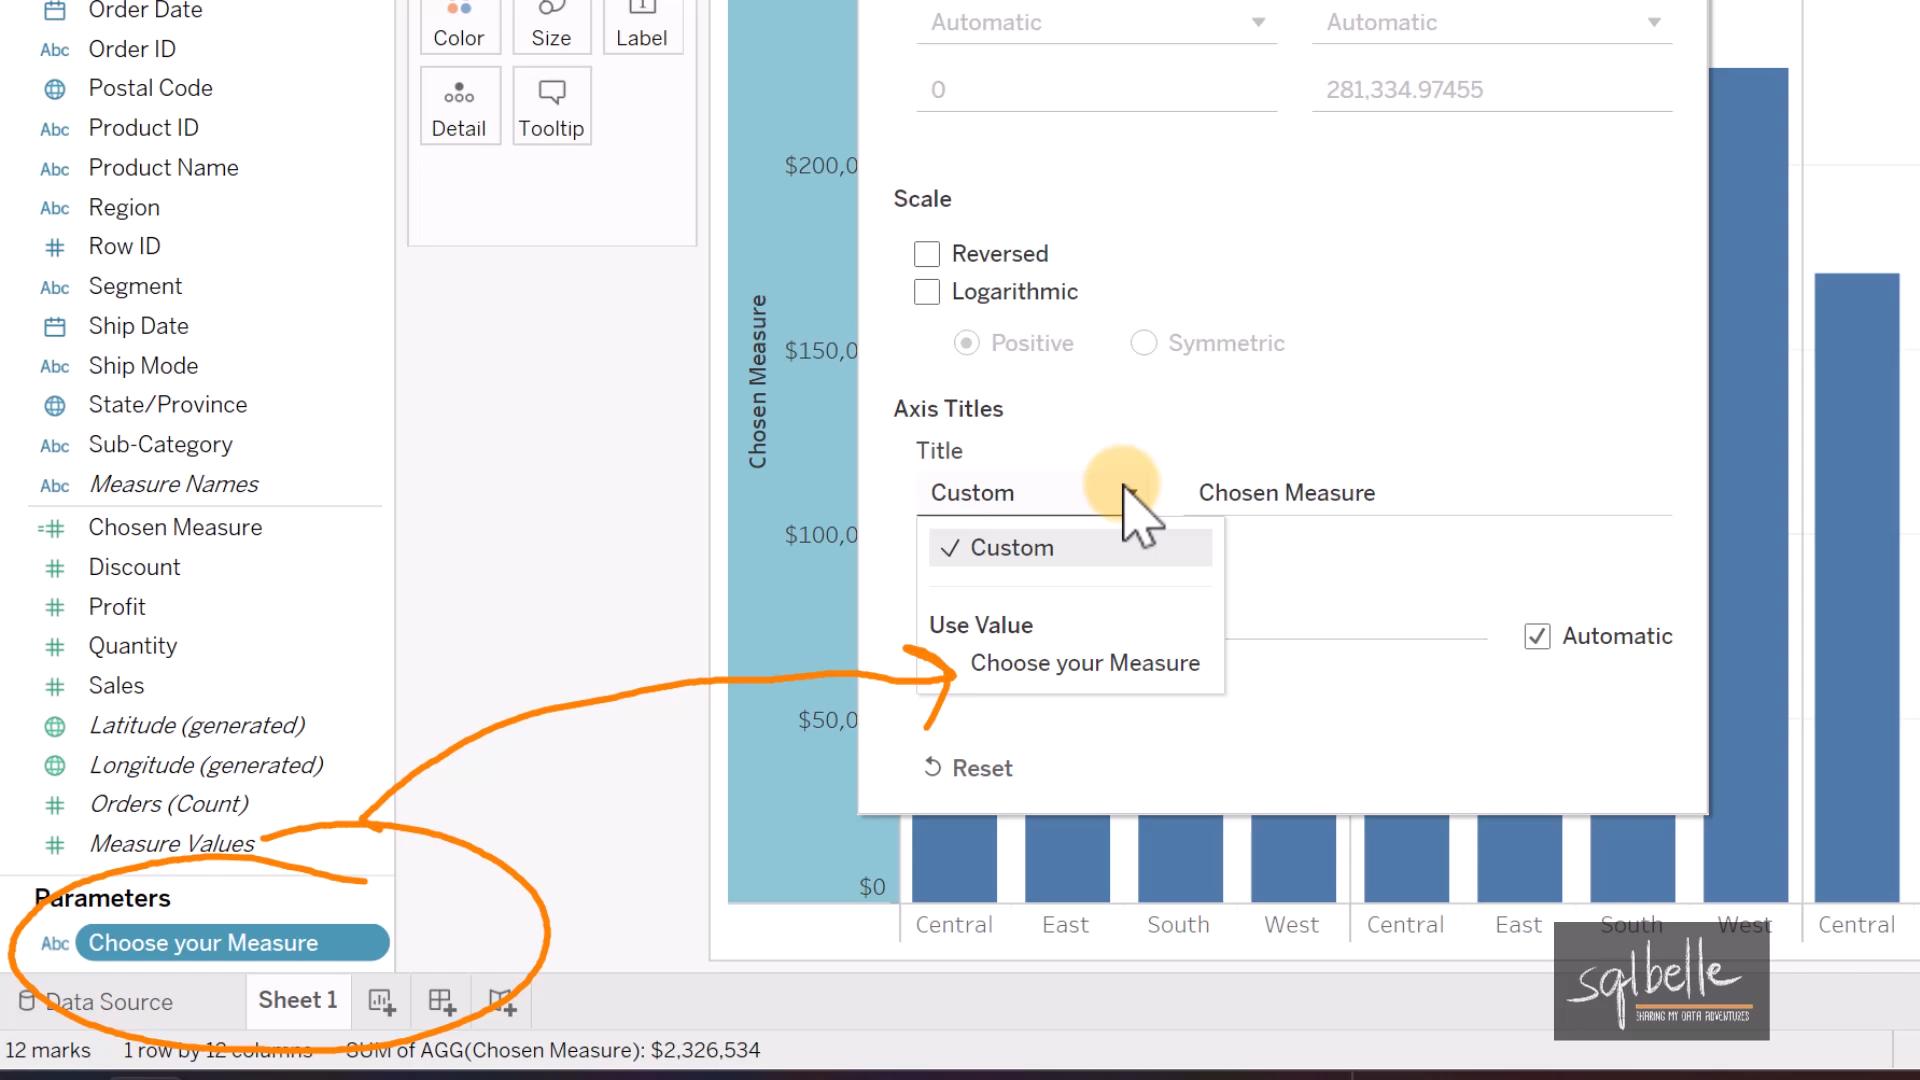 Order Date
Abc Order ID
Postal Code
Abc Product ID
Abc Product Name
Abc Region
# Row ID
Abc Segment
Ship Date
Abc Ship Mode
State/Province
Abc Sub-Category
Abc Measure Names
=# Chosen Measure
# Discount
# Profit
# Quantity
# Sales
Latitude (generated)
Longitude (generated)
# Orders (Count)
# Measure Values
Parameters
Abc Choose your Measure
Color
Size
Label
Detail
Tooltip
Chosen Measure
$200,0
$150,0
$100,0
$50,0
$0
Automatic
Automatic
0
281,334.97455
Scale
Reversed
Logarithmic
Positive
Symmetric
Axis Titles
Title
Custom
Chosen Measure
✓ Custom
Use Value
Choose your Measure
Automatic
Reset
Central East South West Central East South West Central
sqlbelle
SHARING MY DATA ADVENTURES
Data Source
Sheet 1
12 marks 1 row by 12 columns SUM of AGG(Chosen Measure): $2,326,534